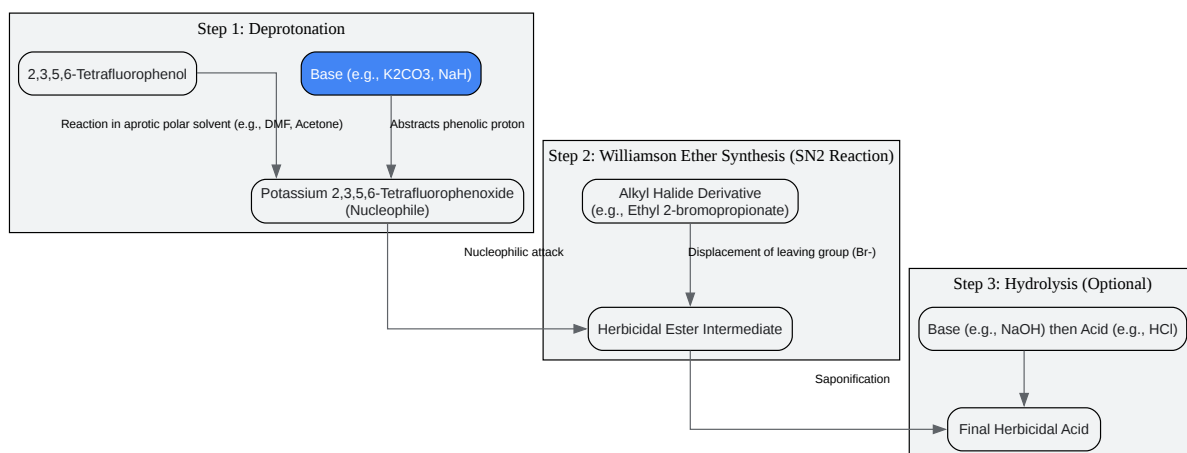 Step 1: Deprotonation
2,3,5,6-Tetrafluorophenol
Base (e.g., K2CO3, NaH)
Reaction in aprotic polar solvent (e.g., DMF, Acetone)
Abstracts phenolic proton
Potassium 2,3,5,6-Tetrafluorophenoxide
(Nucleophile)
Step 2: Williamson Ether Synthesis (SN2 Reaction)
Alkyl Halide Derivative
(e.g., Ethyl 2-bromopropionate)
Nucleophilic attack
Displacement of leaving group (Br-)
Herbicidal Ester Intermediate
Step 3: Hydrolysis (Optional)
Base (e.g., NaOH) then Acid (e.g., HCl)
Saponification
Final Herbicidal Acid